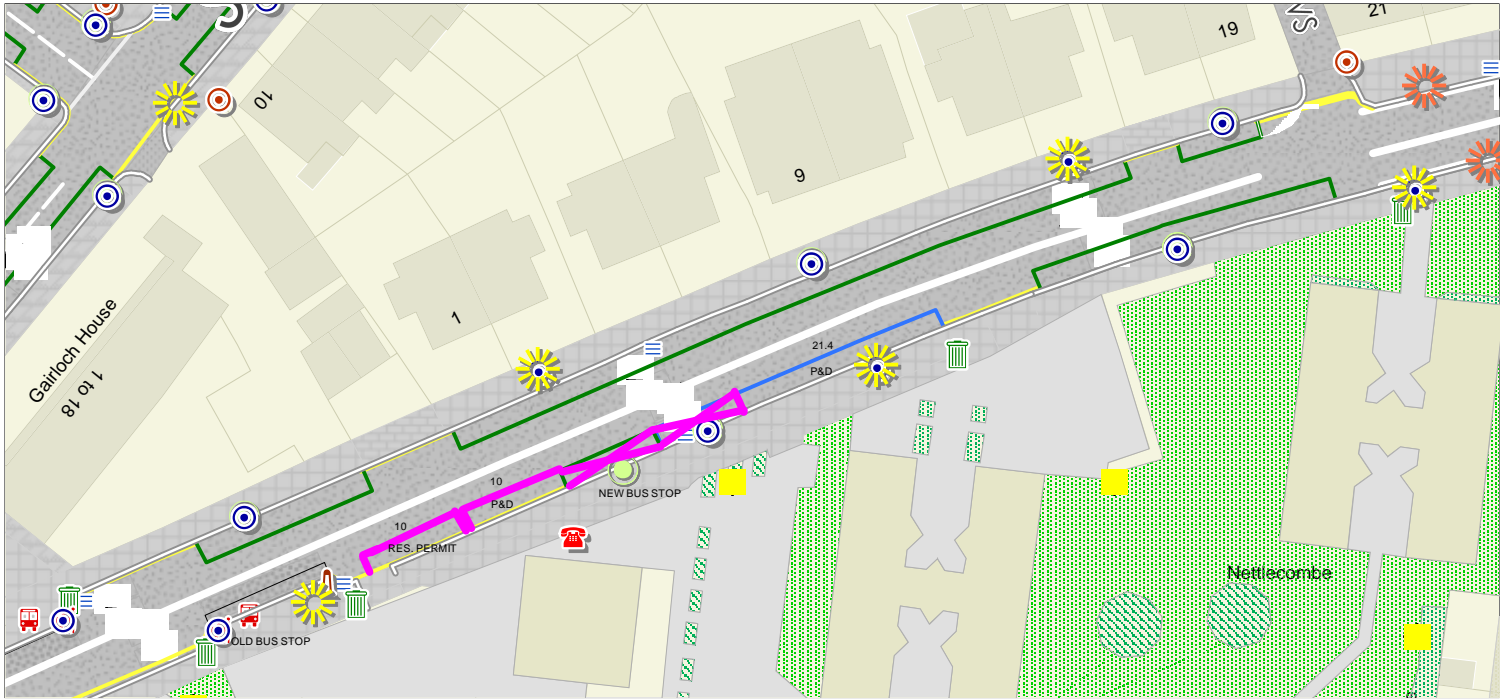 21
19
10
9
1
Gairloch House
1 to 18
21.4
P&D
10
P&D
NEW BUS STOP
10
RES. PERMIT
OLD BUS STOP
Nettlecombe